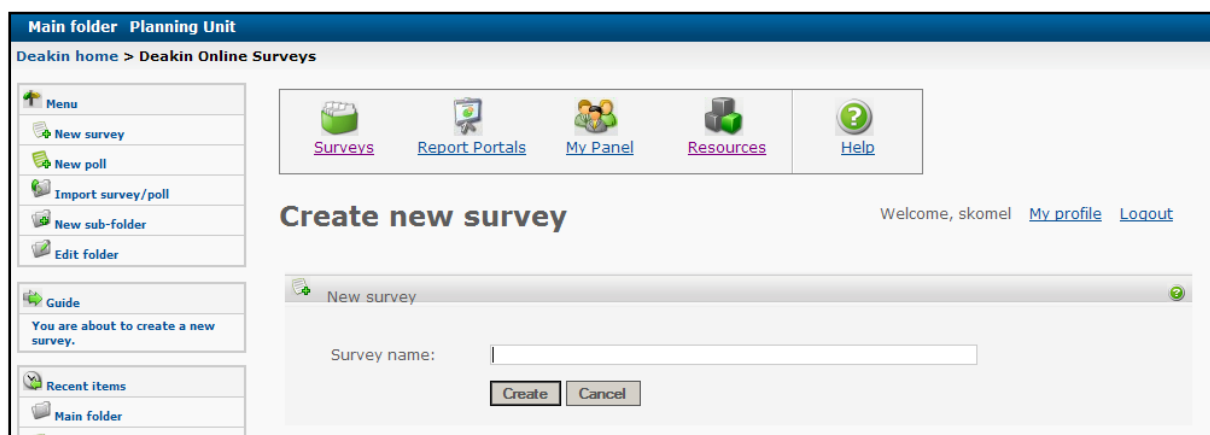 Main folder Planning Unit
Deakin home > Deakin Online Surveys
Menu
New survey
New poll
Import survey/poll
New sub-folder
Edit folder
Guide
You are about to create a new
survey.
Recent items
Main folder
Surveys Report Portals My Panel Resources Help
Create new survey
Welcome, skomel My profile Logout
New survey
Survey name:
Create Cancel